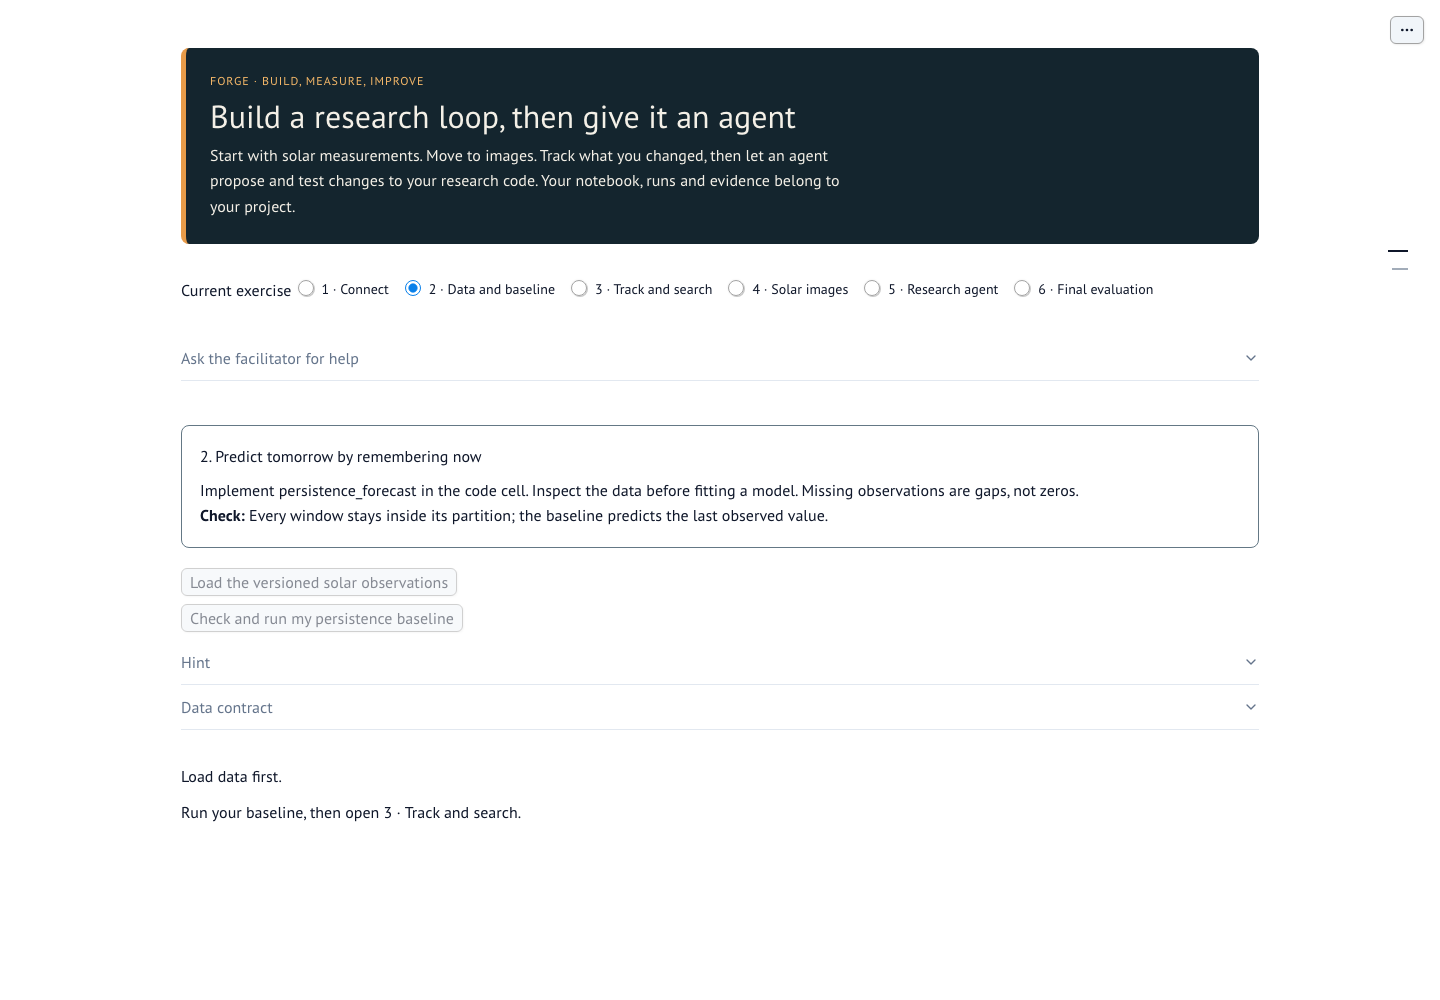 FORGE · BUILD, MEASURE, IMPROVE
Build a research loop, then give it an agent
Start with solar measurements. Move to images. Track what you changed, then let an agent
propose and test changes to your research code. Your notebook, runs and evidence belong to
your project.
Current exercise 1 · Connect 2 · Data and baseline 3 · Track and search 4 · Solar images 5 · Research agent 6 · Final evaluation
Ask the facilitator for help
2. Predict tomorrow by remembering now
Implement persistence_forecast in the code cell. Inspect the data before fitting a model. Missing observations are gaps, not zeros.
Check: Every window stays inside its partition; the baseline predicts the last observed value.
Load the versioned solar observations
Check and run my persistence baseline
Hint
Data contract
Load data first.
Run your baseline, then open 3 · Track and search.